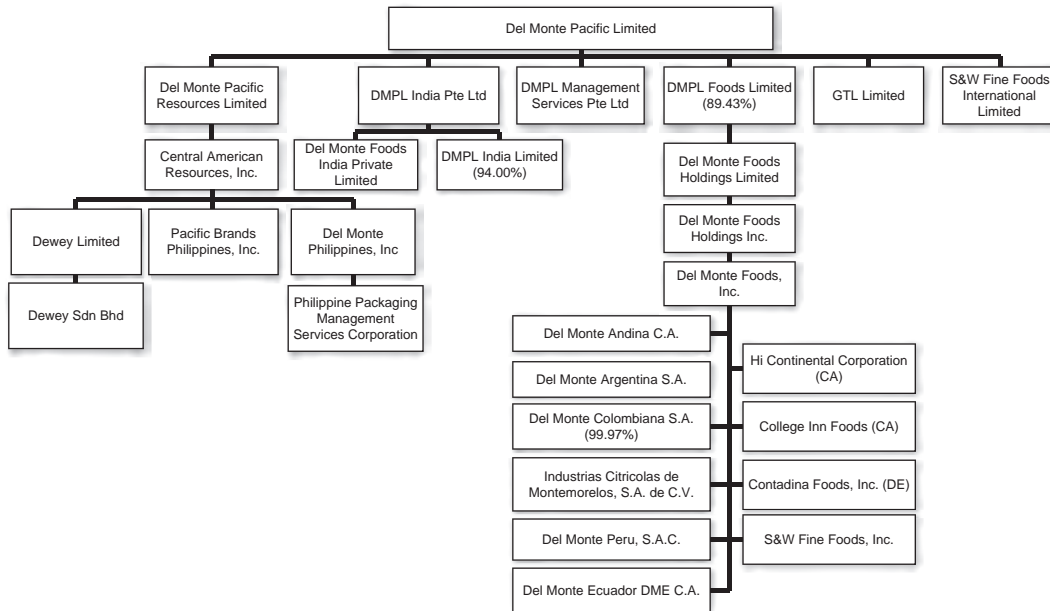 Del Monte Pacific Limited
Del Monte Pacific
Resources Limited
DMPL India Pte Ltd
DMPL Management
Services Pte Ltd
DMPL Foods Limited
(89.43%)
GTL Limited
S&W Fine Foods
International
Limited
Central American
Resources, Inc.
Del Monte Foods
India Private
Limited
DMPL India Limited
(94.00%)
Del Monte Foods
Holdings Limited
Dewey Limited
Pacific Brands
Philippines, Inc.
Del Monte
Philippines, Inc
Del Monte Foods
Holdings Inc.
Dewey Sdn Bhd
Philippine Packaging
Management
Services Corporation
Del Monte Foods,
Inc.
Del Monte Andina C.A.
Hi Continental Corporation
(CA)
Del Monte Argentina S.A.
Del Monte Colombiana S.A.
(99.97%)
College Inn Foods (CA)
Industrias Citricolas de
Montemorelos, S.A. de C.V.
Contadina Foods, Inc. (DE)
Del Monte Peru, S.A.C.
S&W Fine Foods, Inc.
Del Monte Ecuador DME C.A.